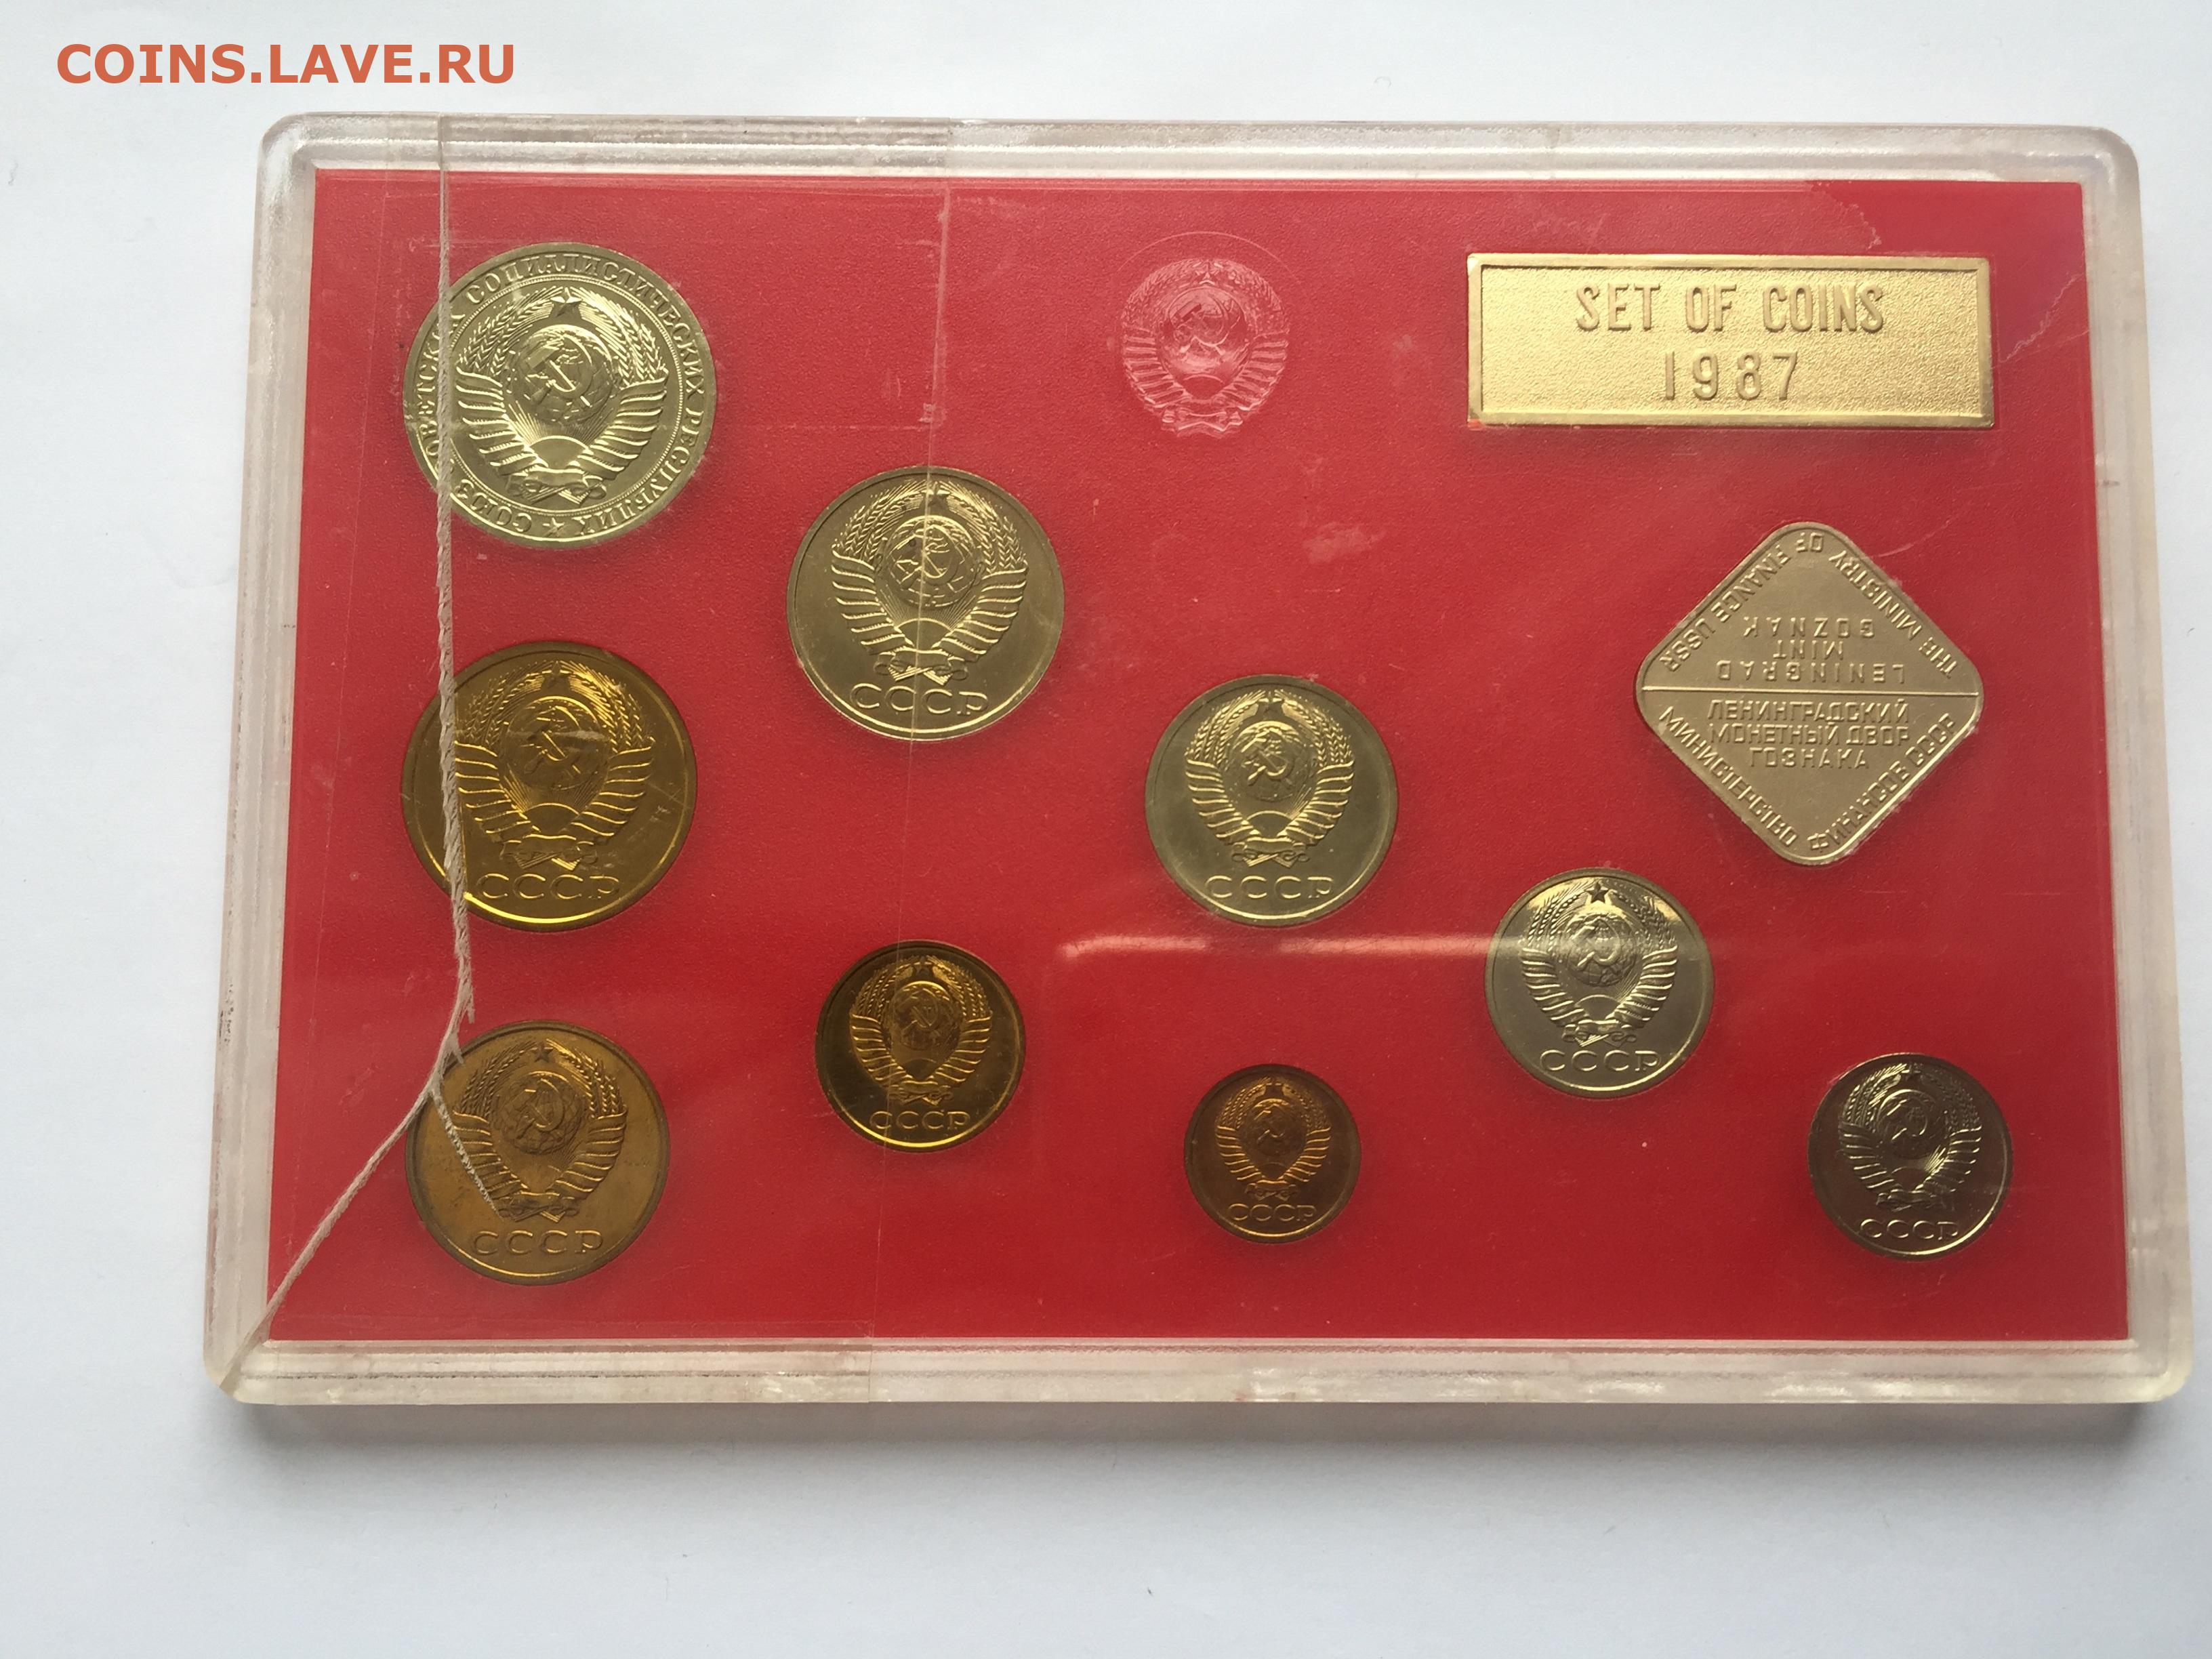 COINS.LAVE.RU
SET OF COINS
1987
СОЮЗ СОВЕТСКИХ СОЦИАЛИСТИЧЕСКИХ РЕСПУБЛИК ★
СССР
THE MINISTRY OF FINANCE USSR
LENINGRAD
MINT
GOZNAK
ЛЕНИНГРАДСКИЙ
МОНЕТНЫЙ ДВОР
ГОЗНАКА
МИНИСТЕРСТВО ФИНАНСОВ СССР
СССР
СССР
СССР
СССР
СССР
СССР
СССР